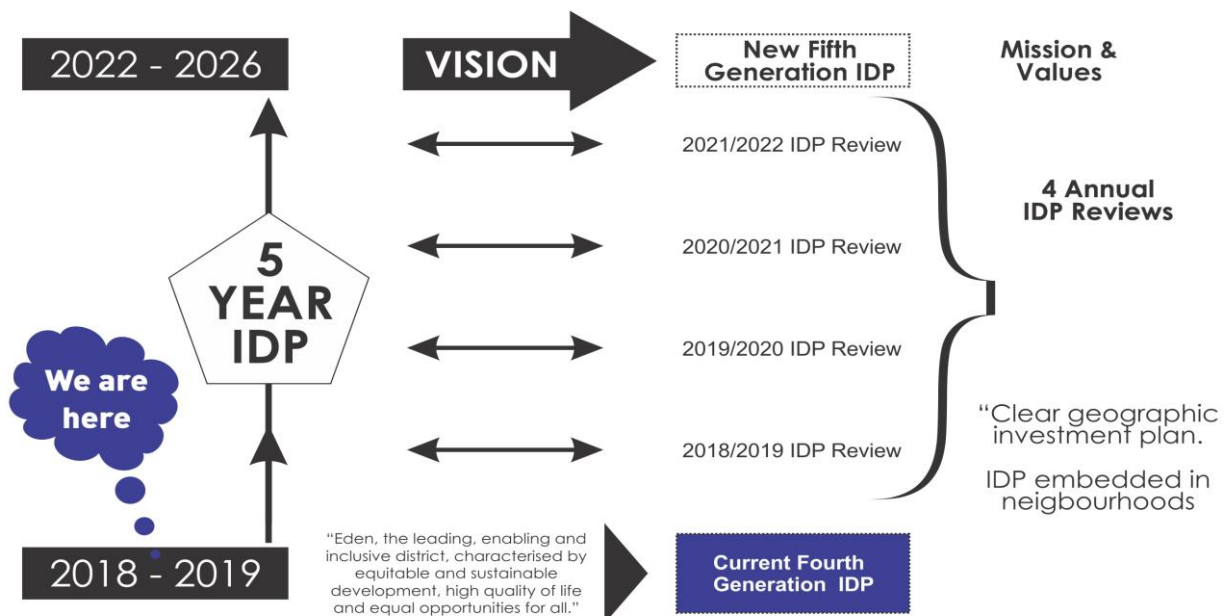 2022 - 2026
VISION
New Fifth
Generation IDP
Mission &
Values
2021/2022 IDP Review
4 Annual
IDP Reviews
2020/2021 IDP Review
5
YEAR
IDP
2019/2020 IDP Review
We are
here
"Clear geographic
investment plan.
2018/2019 IDP Review
IDP embedded in
neigbourhoods
2018 - 2019
"Eden, the leading, enabling and
inclusive district, characterised by
equitable and sustainable
development, high quality of life
and equal opportunities for all."
Current Fourth
Generation IDP